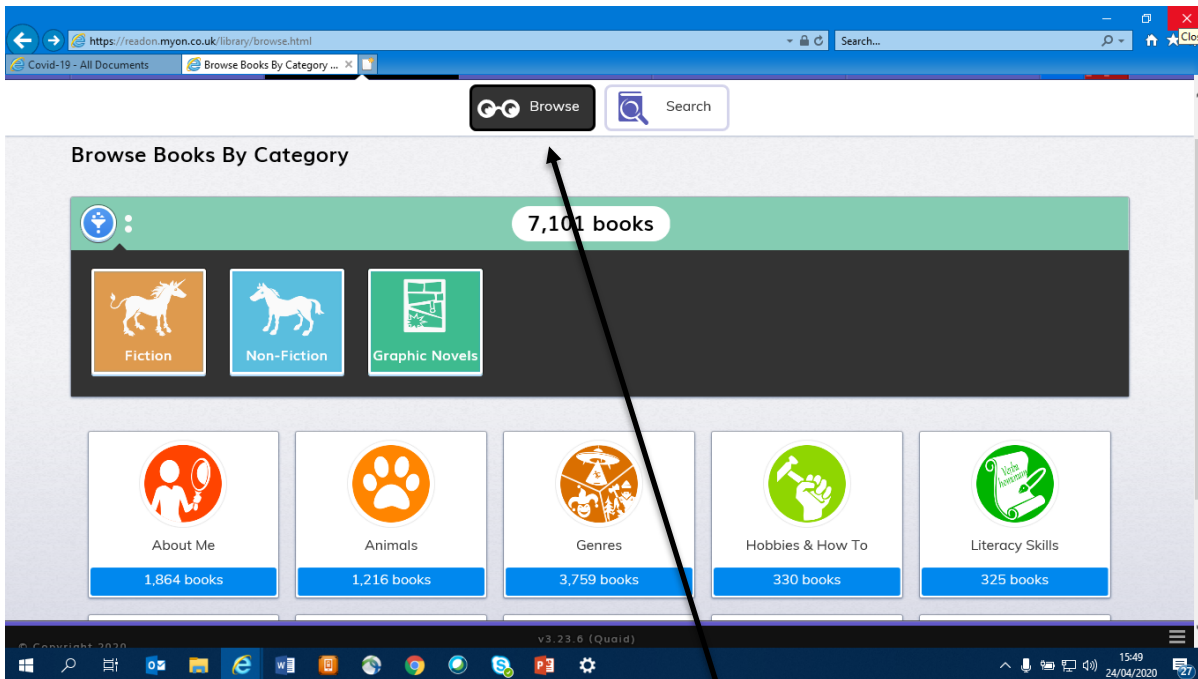 Clo
https://readon.myon.co.uk/library/browse.html
Search...
Covid-19 - All Documents
Browse Books By Category ...
Browse
Search
Browse Books By Category
7,101 books
Fiction
Non-Fiction
Graphic Novels
Verba
About Me
Animals
Genres
Hobbies & How To
Literacy Skills
1,864 books
1,216 books
3,759 books
330 books
325 books
© Copyright 2020
v3.23.6 (Quaid)
15:49
24/04/2020
27